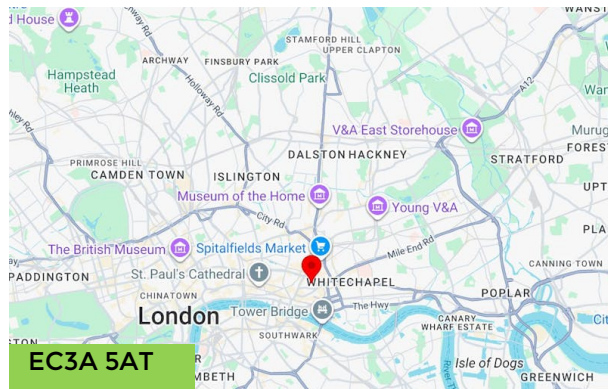 d House
WANST
STAMFORD HILL
UPPER CLAPTON
ARCHWAY
FINSBURY PARK
Holloway Rd
Clissold Park
A12
Hampstead
Heath
V&A East Storehouse
Murug
FORES
DALSTON
HACKNEY
STRATFORD
PRIMROSE HILL
CAMDEN TOWN
ISLINGTON
UPT
Museum of the Home
Young V&A
City Rd
The British Museum
Spitalfields Market
Mile End Rd
PADDINGTON
St. Paul's Cathedral
WHITECHAPEL
CANNING TOWN
CHINATOWN
POPLAR
London
Tower Bridge
The Hwy
Cit
CANARY
WHARF ESTATE
SOUTHWARK
Isle of Dogs
EC3A 5AT
MBETH
GREENWICH